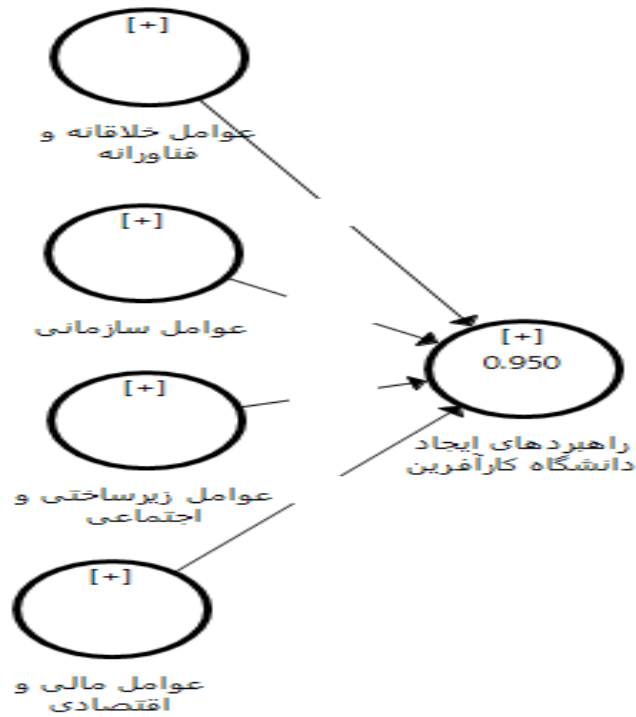 [+]
عوامل خلاقانه و
فناورانه
[+]
عوامل سازمانی
[+]
عوامل زیرساختی و
اجتماعی
[+]
عوامل مالی و
اقتصادی
[+]
0.950
راهبردهای ایجاد
دانشگاه کارآفرین